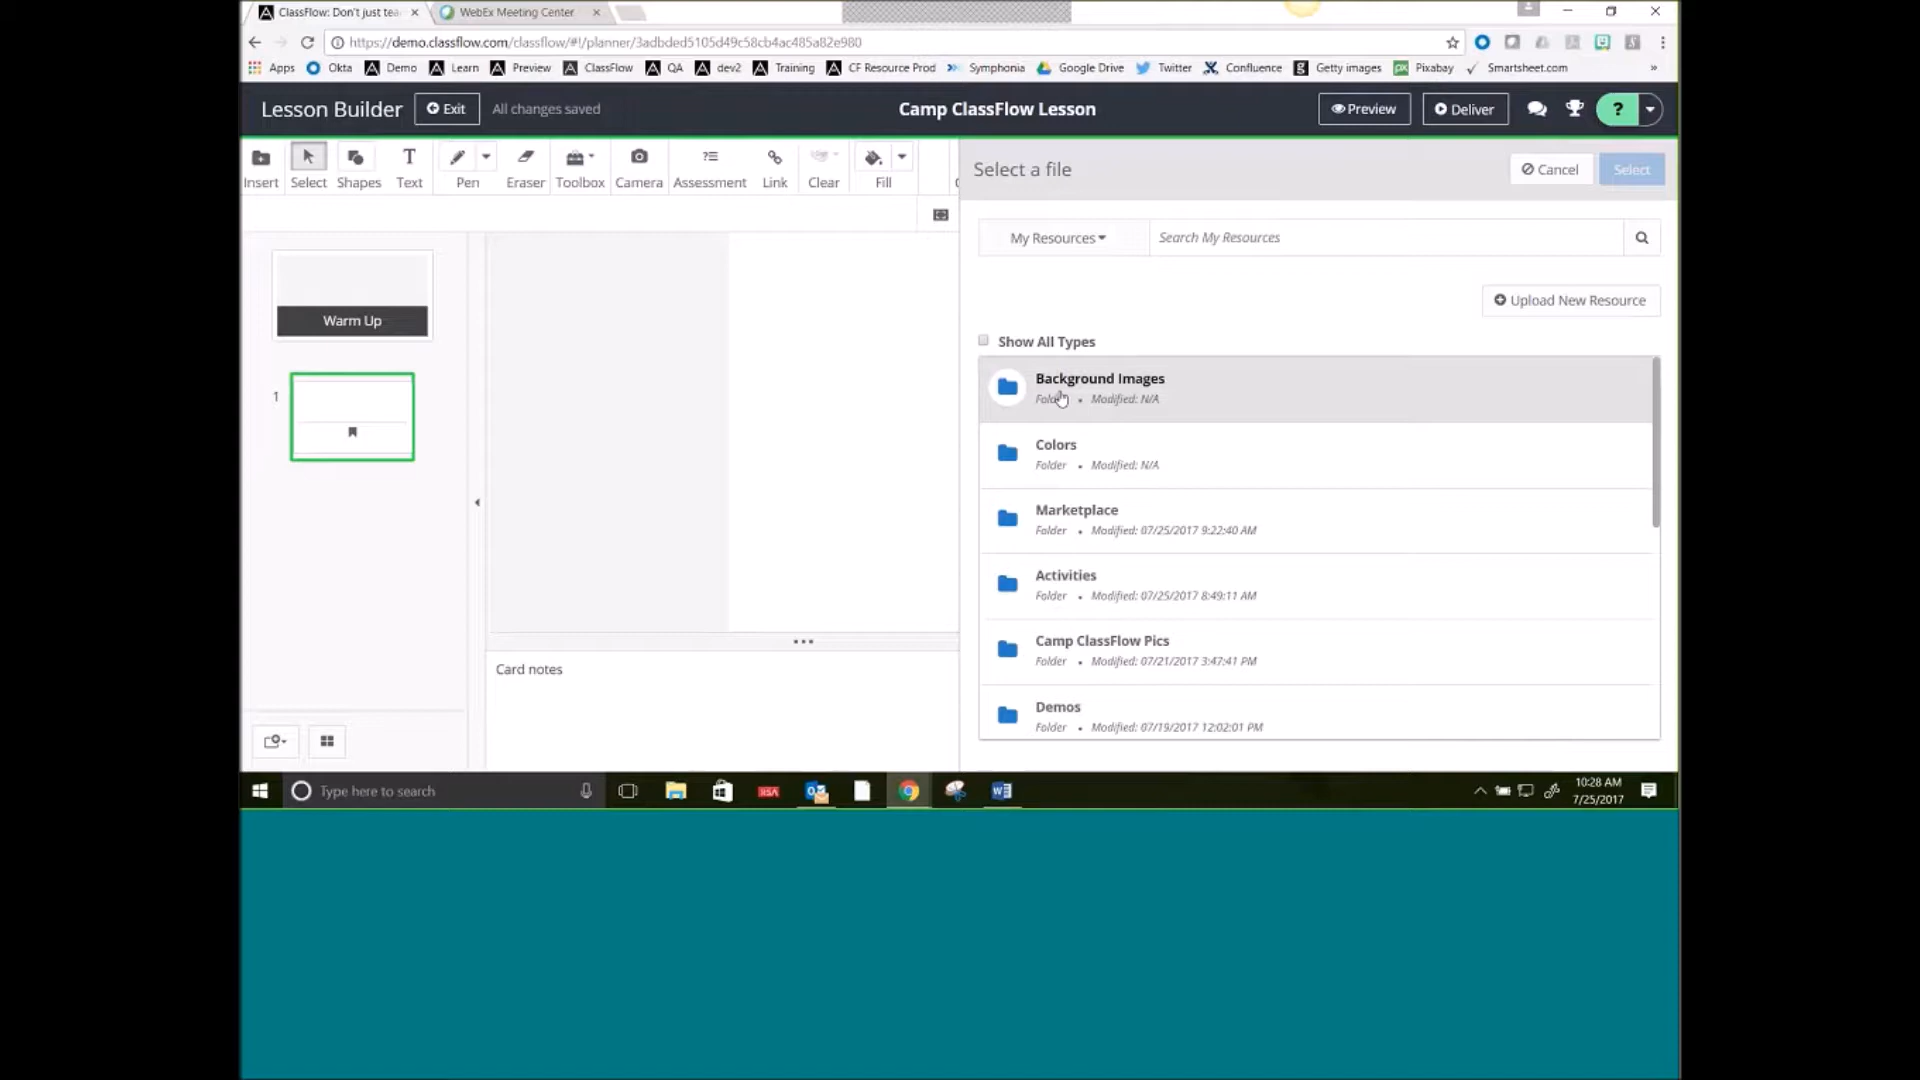 ClassFlow: Don't just tea
WebEx Meeting Center
https://demo.classflow.com/classflow/#!/planner/3adbded5105d49c58cb4ac485a82e980
Apps Okta Demo Learn Preview ClassFlow QA dev2 Training CF Resource Prod Symphonia Google Drive Twitter Confluence Getty images Pixabay Smartsheet.com »
Lesson Builder Exit All changes saved Camp ClassFlow Lesson Preview Deliver ?
Insert Select Shapes Text Pen Eraser Toolbox Camera Assessment Link Clear Fill
Select a file Cancel Select
My Resources Search My Resources
Upload New Resource
Show All Types
Warm Up
1
Background Images
Folder • Modified: N/A
Colors
Folder • Modified: N/A
Marketplace
Folder • Modified: 07/25/2017 9:22:40 AM
Activities
Folder • Modified: 07/25/2017 8:49:11 AM
Camp ClassFlow Pics
Folder • Modified: 07/21/2017 3:47:41 PM
Demos
Folder • Modified: 07/19/2017 12:02:01 PM
Card notes
Type here to search
10:28 AM
7/25/2017